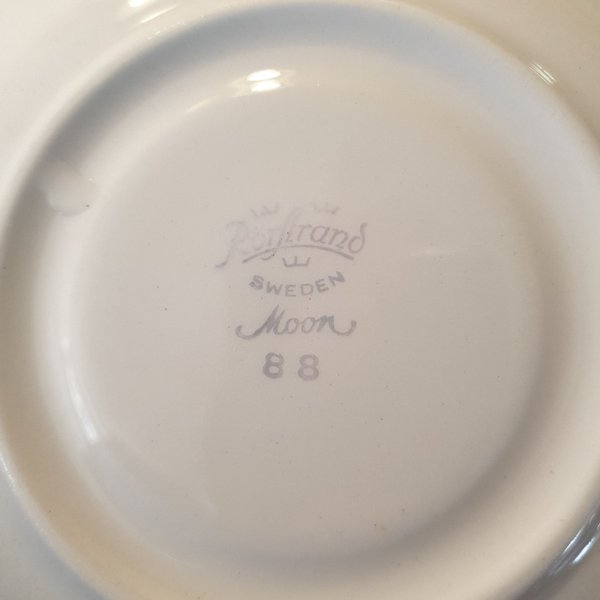 Rörstrand
SWEDEN
Moon
88